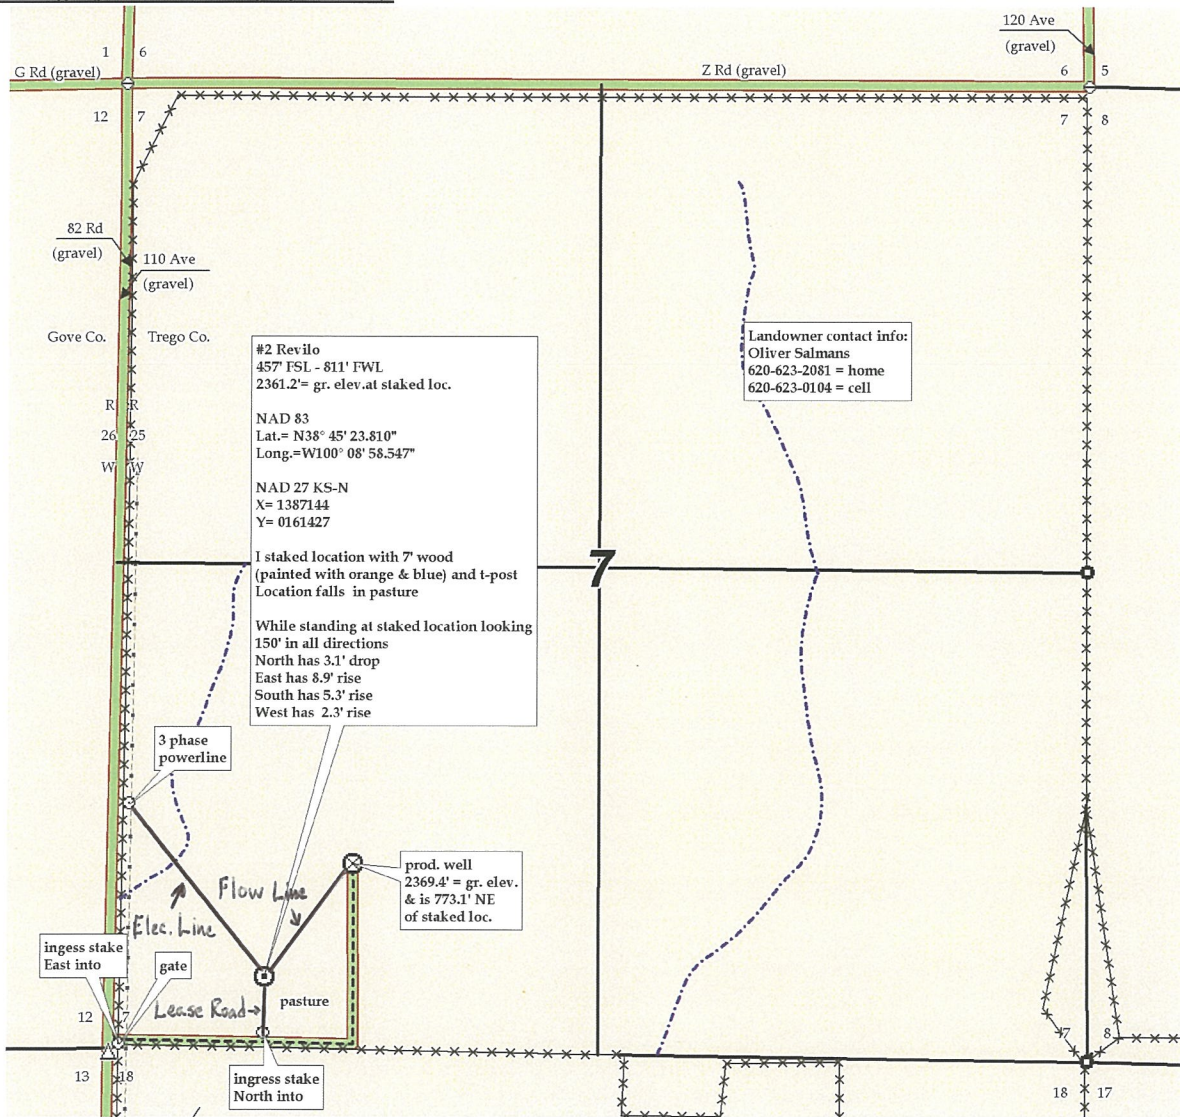 120 Ave
(gravel)
1 6
G Rd (gravel)
Z Rd (gravel)
6 5
12 7
7 8
82 Rd
(gravel)
110 Ave
(gravel)
Gove Co. Trego Co.
R R
26 25
W W
#2 Revilo
457' FSL - 811' FWL
2361.2'= gr. elev.at staked loc.
NAD 83
Lat.= N38° 45' 23.810"
Long.=W100° 08' 58.547"
NAD 27 KS-N
X= 1387144
Y= 0161427
I staked location with 7' wood
(painted with orange & blue) and t-post
Location falls in pasture
While standing at staked location looking
150' in all directions
North has 3.1' drop
East has 8.9' rise
South has 5.3' rise
West has 2.3' rise
Landowner contact info:
Oliver Salmans
620-623-2081 = home
620-623-0104 = cell
7
3 phase
powerline
prod. well
2369.4' = gr. elev.
& is 773.1' NE
of staked loc.
Flow Line
Elec. Line
ingess stake
East into
gate
Lease Road
pasture
12 7
7 8
ingress stake
North into
13 18
18 17